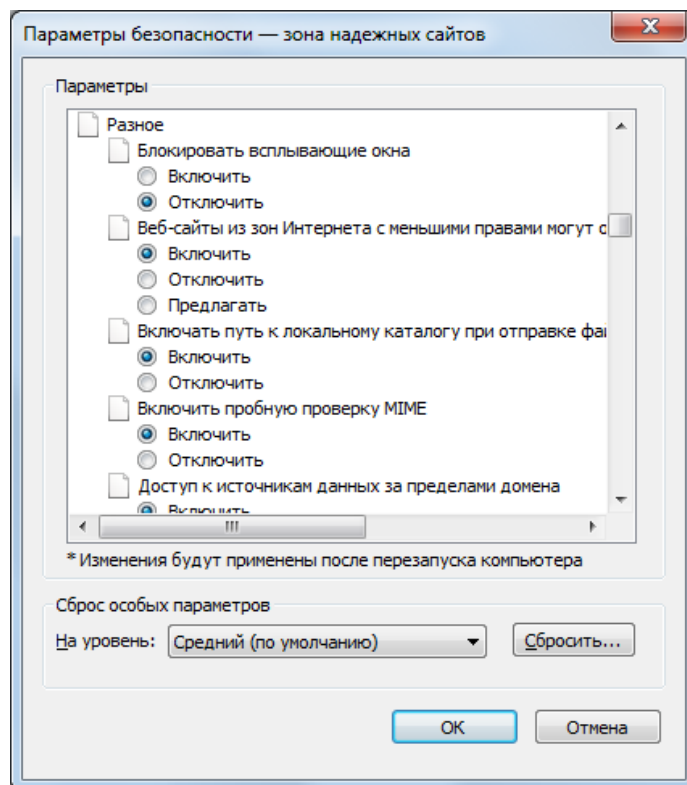 Параметры безопасности — зона надежных сайтов
Параметры
Разное
Блокировать всплывающие окна
Включить
Отключить
Веб-сайты из зон Интернета с меньшими правами могут о
Включить
Отключить
Предлагать
Включать путь к локальному каталогу при отправке фай
Включить
Отключить
Включить пробную проверку MIME
Включить
Отключить
Доступ к источникам данных за пределами домена
Включить
* Изменения будут применены после перезапуска компьютера
Сброс особых параметров
На уровень:
Средний (по умолчанию)
Сбросить...
OK
Отмена